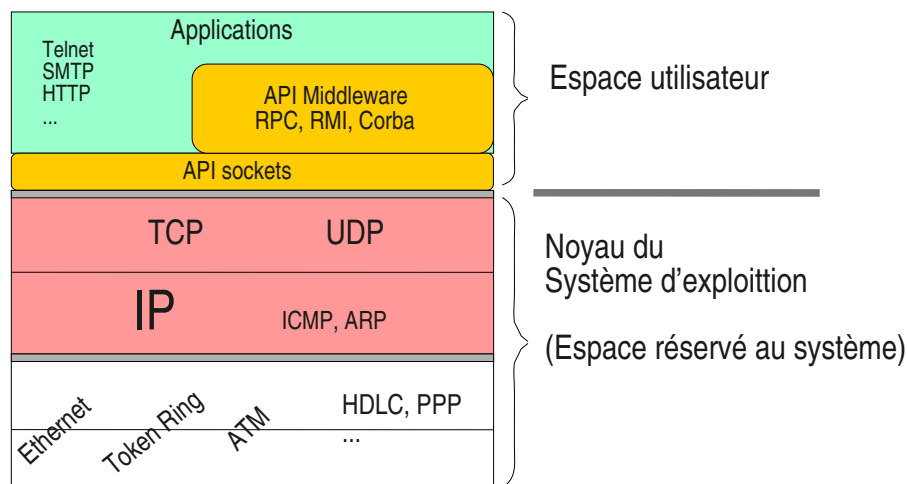 Applications
Telnet
SMTP
HTTP
...
API Middleware
RPC, RMI, Corba
API sockets
Espace utilisateur
TCP
UDP
IP
ICMP, ARP
Noyau du
Système d'exploittion
(Espace réservé au système)
Ethernet
Token Ring
ATM
HDLC, PPP
...